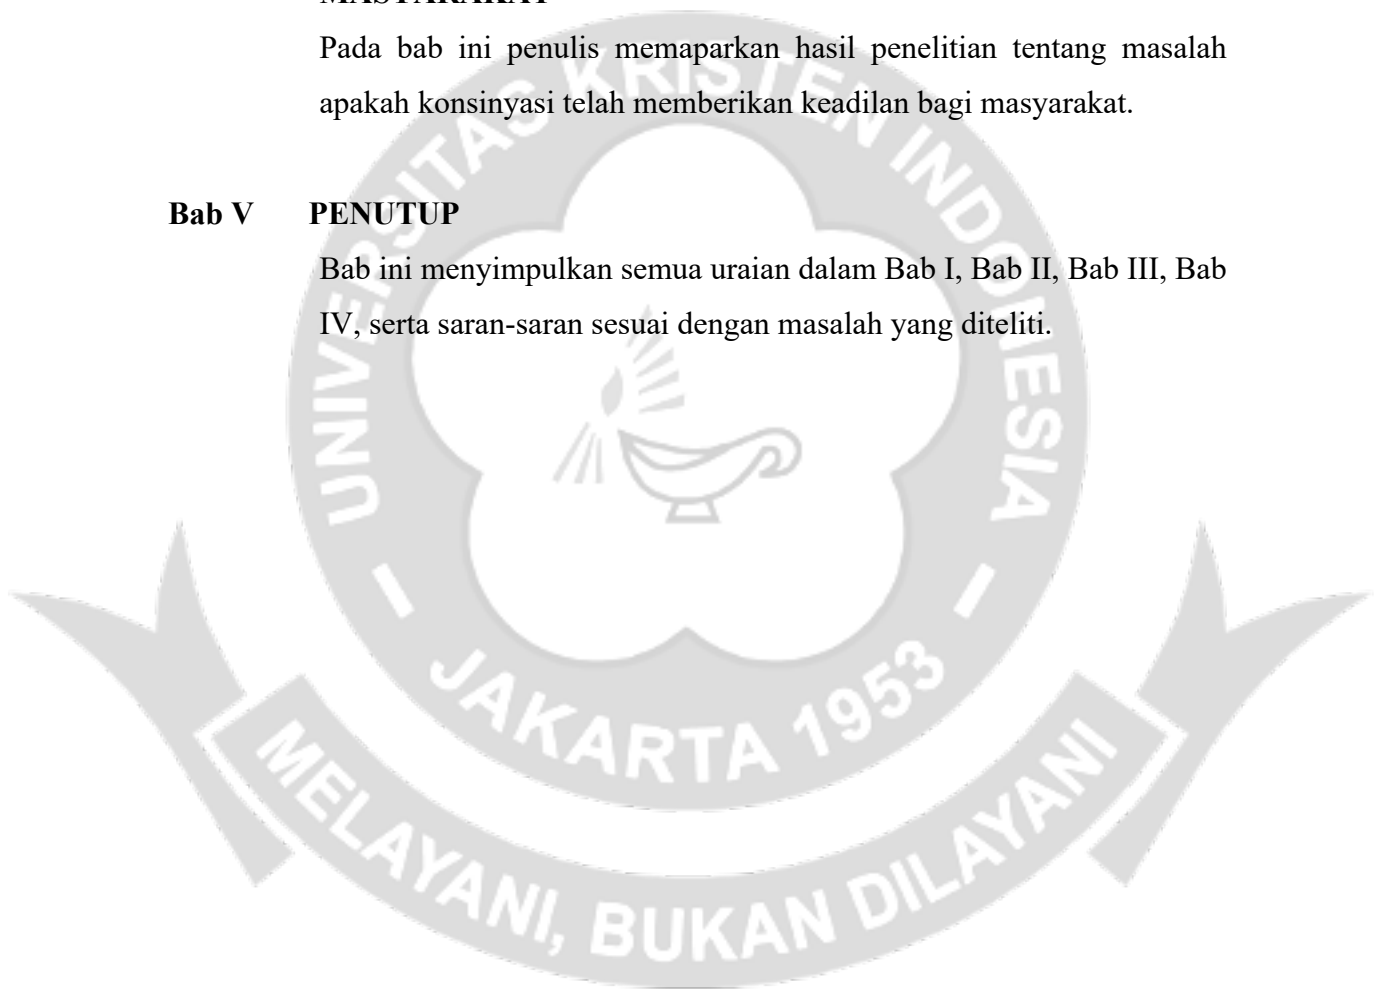 MASYARAKAT
Pada bab ini penulis memaparkan hasil penelitian tentang masalah
apakah konsinyasi telah memberikan keadilan bagi masyarakat.
Bab V PENUTUP
Bab ini menyimpulkan semua uraian dalam Bab I, Bab II, Bab III, Bab
IV, serta saran-saran sesuai dengan masalah yang diteliti.
UNIVERSITAS KRISTEN INDONESIA
JAKARTA 1953
MELAYANI, BUKAN DILAYANI